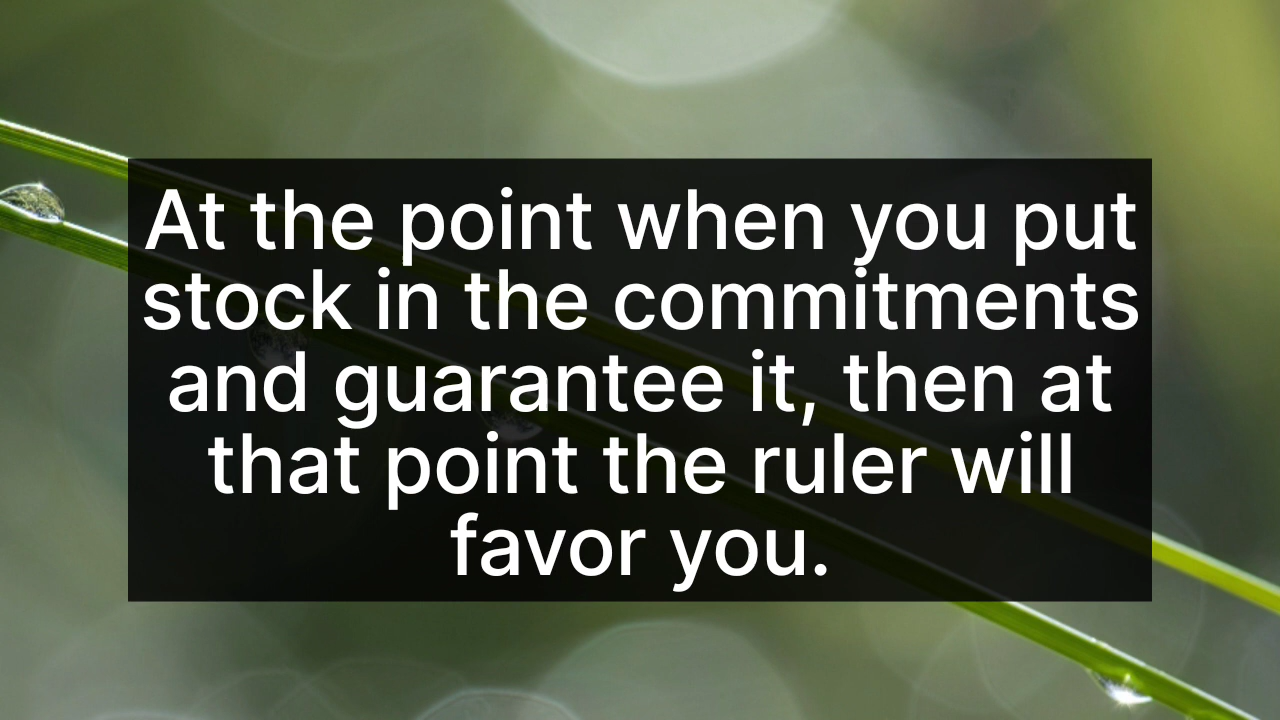 At the point when you put
stock in the commitments
and guarantee it, then at
that point the ruler will
favor you.